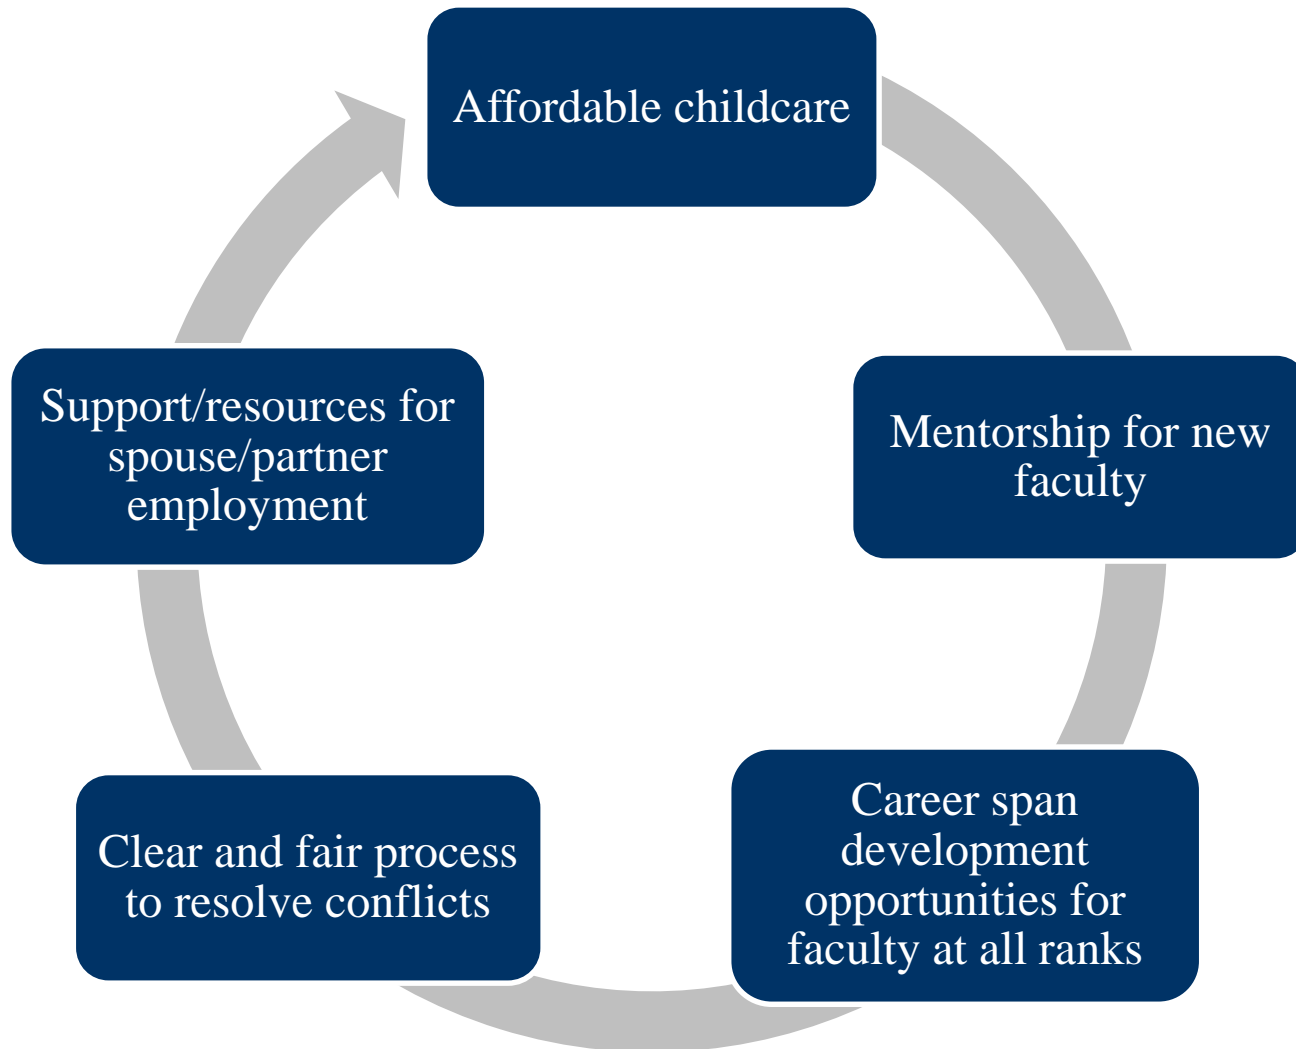 Affordable childcare
Mentorship for new
faculty
Career span
development
opportunities for
faculty at all ranks
Clear and fair process
to resolve conflicts
Support/resources for
spouse/partner
employment